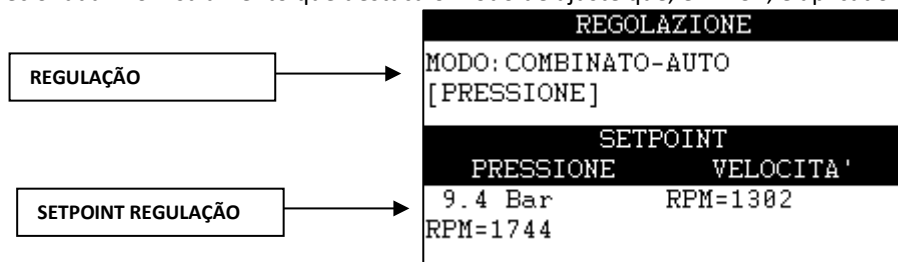 REGOLAZIONE
REGULAÇÃO
MODO:COMBINATO-AUTO
[PRESSIONE]
SETPOINT
PRESSIONE VELOCITA'
SETPOINT REGULAÇÃO
9.4 Bar RPM=1302
RPM=1744